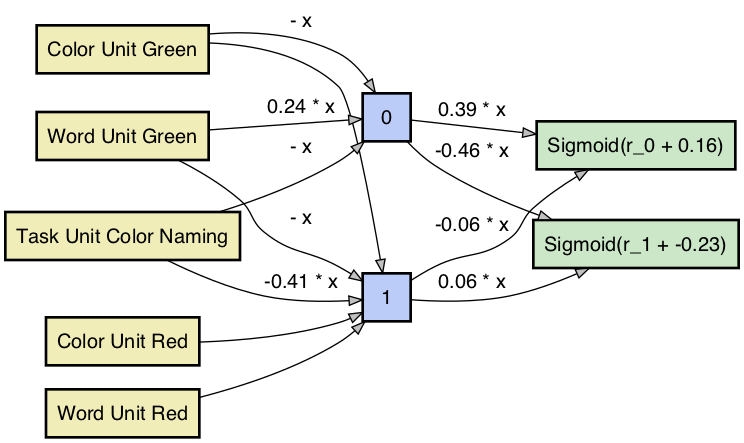 Color Unit Green
- x
Word Unit Green
0.24 * x
0
0.39 * x
Sigmoid(r_0 + 0.16)
- x
-0.46 * x
Task Unit Color Naming
- x
-0.06 * x
Sigmoid(r_1 + -0.23)
-0.41 * x
1
0.06 * x
Color Unit Red
Word Unit Red